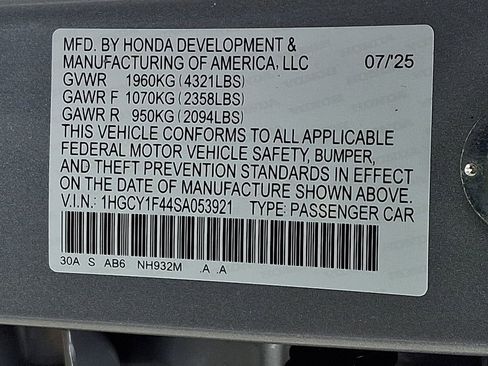 MFD. BY HONDA DEVELOPMENT &
MANUFACTURING OF AMERICA, LLC 07/'25
GVWR 1960KG (4321LBS)
GAWR F 1070KG (2358LBS)
GAWR R 950KG (2094LBS)
THIS VEHICLE CONFORMS TO ALL APPLICABLE
FEDERAL MOTOR VEHICLE SAFETY, BUMPER,
AND THEFT PREVENTION STANDARDS IN EFFECT
ON THE DATE OF MANUFACTURE SHOWN ABOVE.
V.I.N.: 1HGCY1F44SA053921 TYPE: PASSENGER CAR
30A S AB6 NH932M .A .A